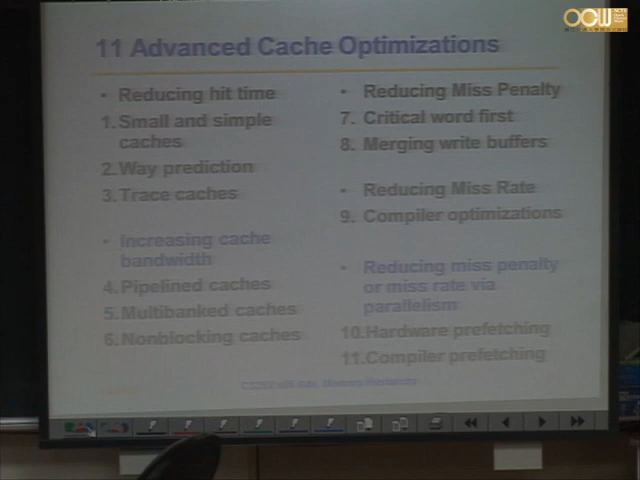 OCW
11 Advanced Cache Optimizations
• Reducing hit time
1. Small and simple
caches
2. Way prediction
3. Trace caches
• Increasing cache
bandwidth
4. Pipelined caches
5. Multibanked caches
6. Nonblocking caches
• Reducing Miss Penalty
7. Critical word first
8. Merging write buffers
• Reducing Miss Rate
9. Compiler optimizations
• Reducing miss penalty
or miss rate via
parallelism
10. Hardware prefetching
11. Compiler prefetching